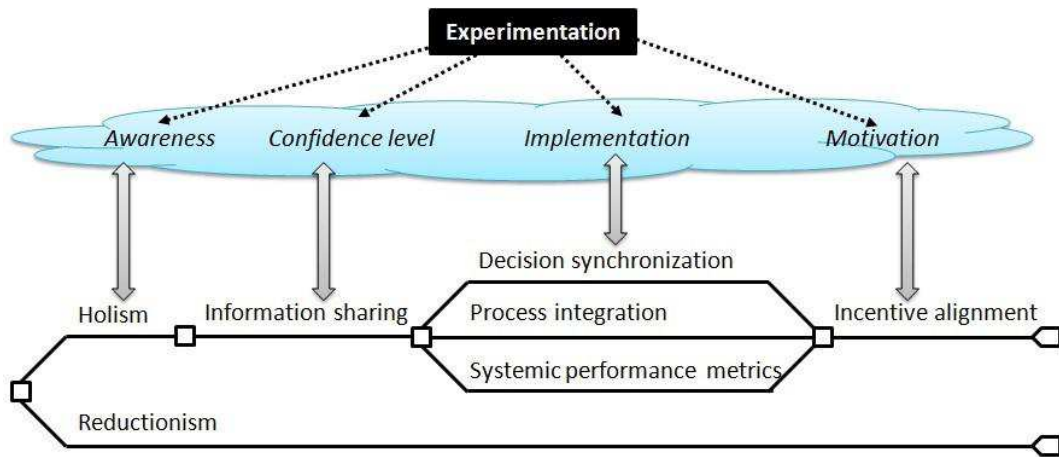 Experimentation
Awareness
Confidence level
Implementation
Motivation
Decision synchronization
Holism
Information sharing
Process integration
Incentive alignment
Systemic performance metrics
Reductionism